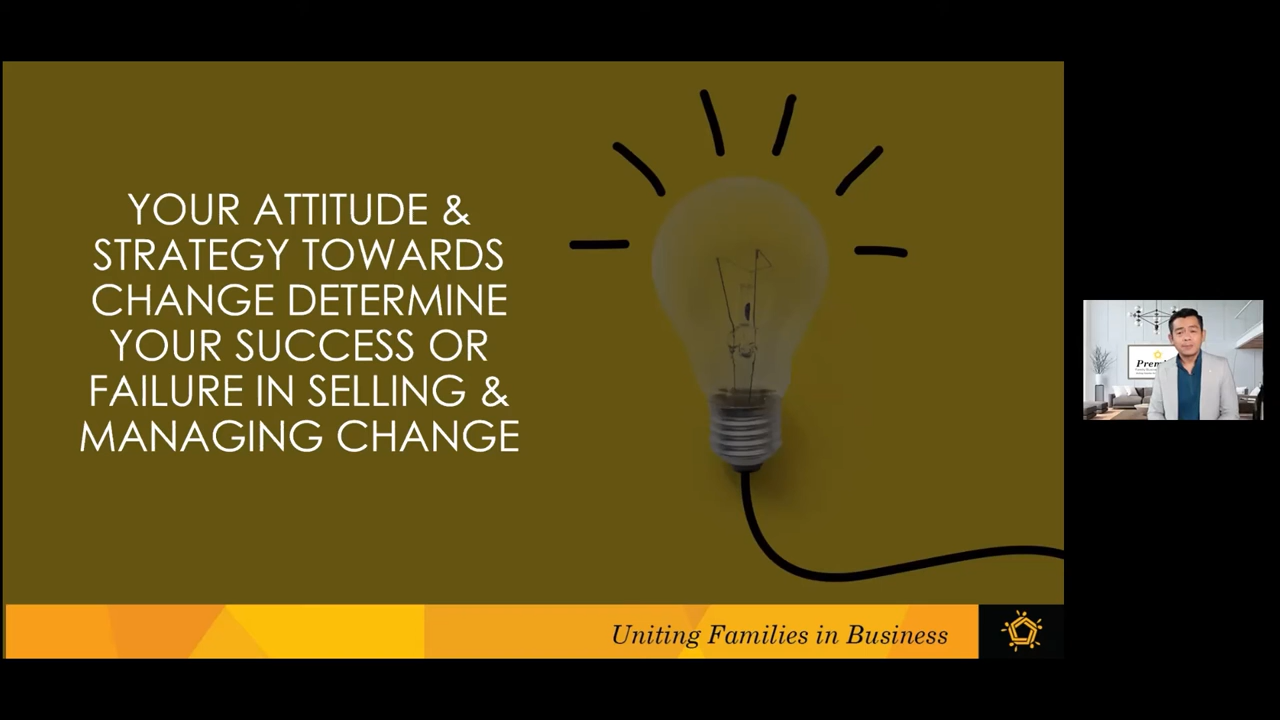 YOUR ATTITUDE &
STRATEGY TOWARDS
CHANGE DETERMINE
YOUR SUCCESS OR
FAILURE IN SELLING &
MANAGING CHANGE
Uniting Families in Business